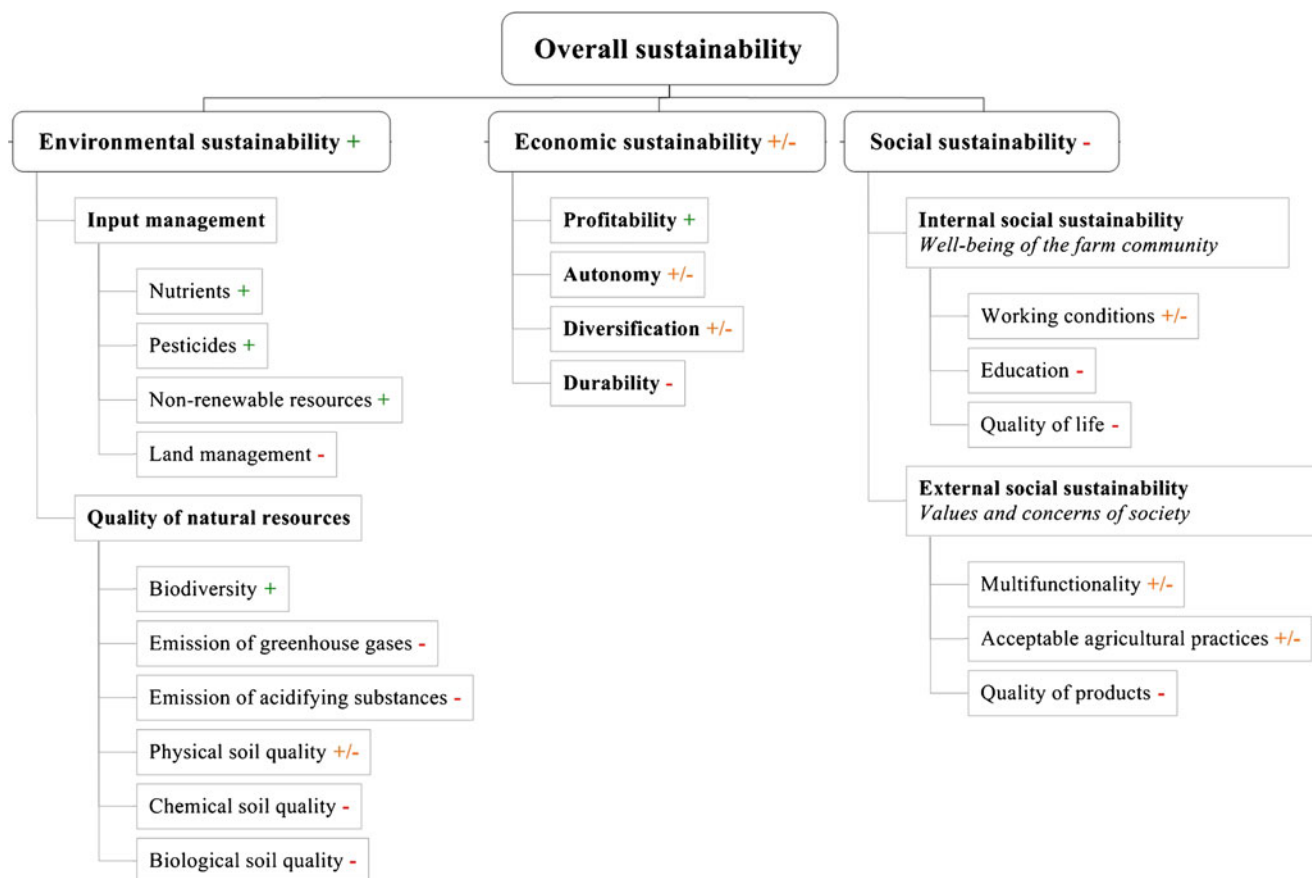 Overall sustainability
Environmental sustainability +
Input management
Nutrients +
Pesticides +
Non-renewable resources +
Land management -
Quality of natural resources
Biodiversity +
Emission of greenhouse gases -
Emission of acidifying substances -
Physical soil quality +/-
Chemical soil quality -
Biological soil quality -
Economic sustainability +/-
Profitability +
Autonomy +/-
Diversification +/-
Durability -
Social sustainability -
Internal social sustainability
Well-being of the farm community
Working conditions +/-
Education -
Quality of life -
External social sustainability
Values and concerns of society
Multifunctionality +/-
Acceptable agricultural practices +/-
Quality of products -